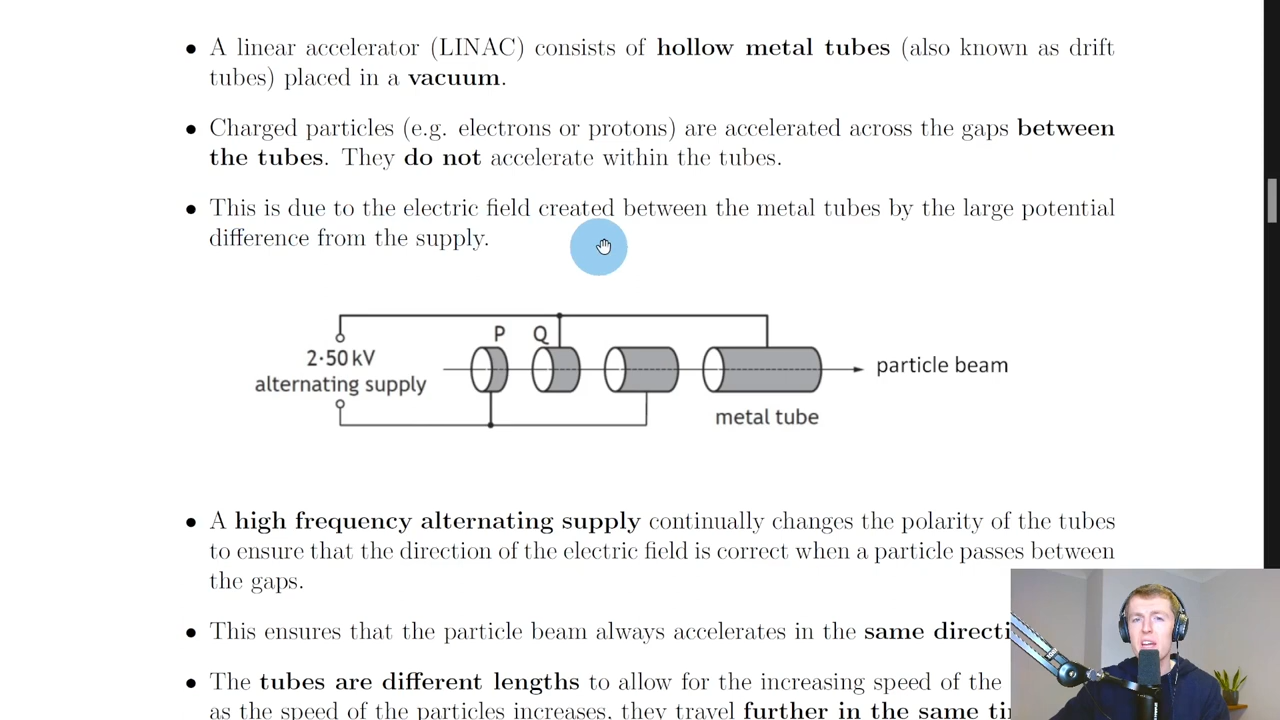 • A linear accelerator (LINAC) consists of hollow metal tubes (also known as drift
tubes) placed in a vacuum.
• Charged particles (e.g. electrons or protons) are accelerated across the gaps between
the tubes. They do not accelerate within the tubes.
• This is due to the electric field created between the metal tubes by the large potential
difference from the supply.
P Q
2·50 kV
alternating supply
particle beam
metal tube
• A high frequency alternating supply continually changes the polarity of the tubes
to ensure that the direction of the electric field is correct when a particle passes between
the gaps.
• This ensures that the particle beam always accelerates in the same
• The tubes are different lengths to allow for the increasing speed of the
as the speed of the particles increases, they travel further in the same